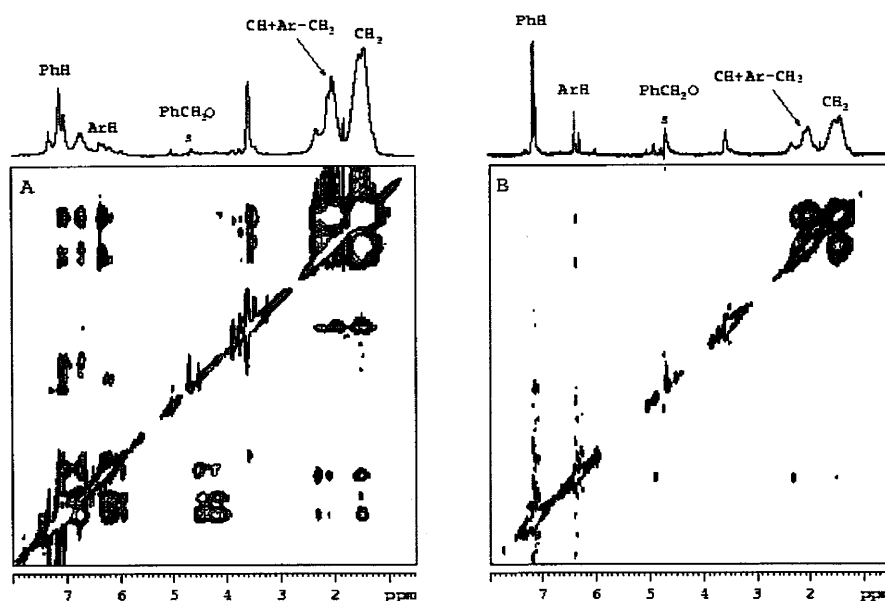 CH+Ar-CH2
CH2
PhH
PhCH2O
ArH
s
A
7 6 5 4 3 2 ppm
PhH
CH+Ar-CH2
ArH
PhCH2O
CH2
s
B
7 6 5 4 3 2 ppm